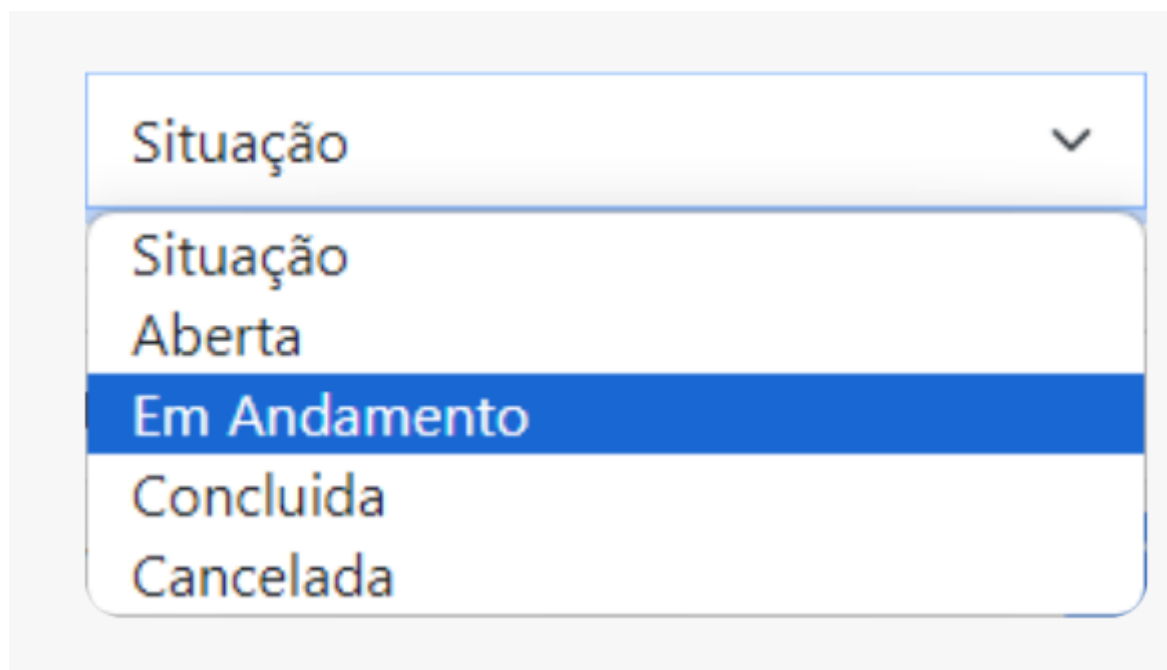 Situação
Situação
Aberta
Em Andamento
Concluida
Cancelada